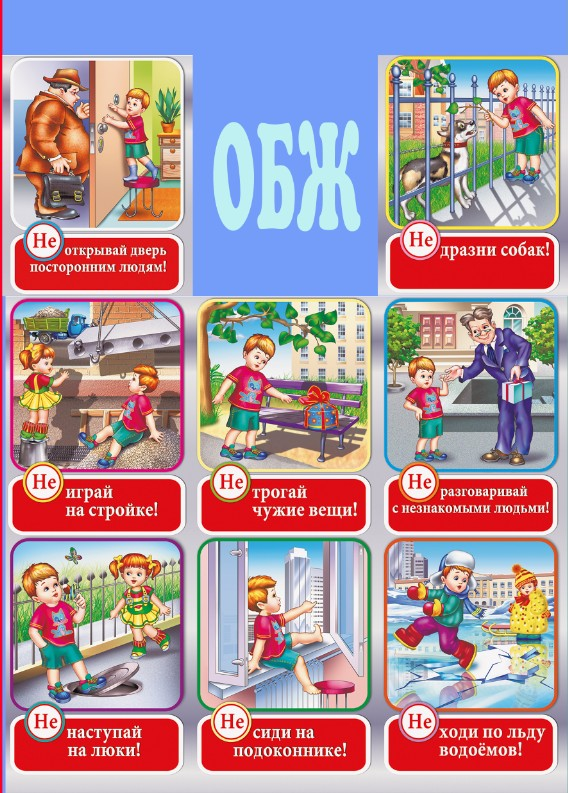 ОБЖ
Не открывай дверь
посторонним людям!
Не дразни собак!
Не играй
на стройке!
Не трогай
чужие вещи!
Не разговаривай
с незнакомыми людьми!
Не наступай
на люки!
Не сиди на
подоконнике!
Не ходи по льду
водоёмов!